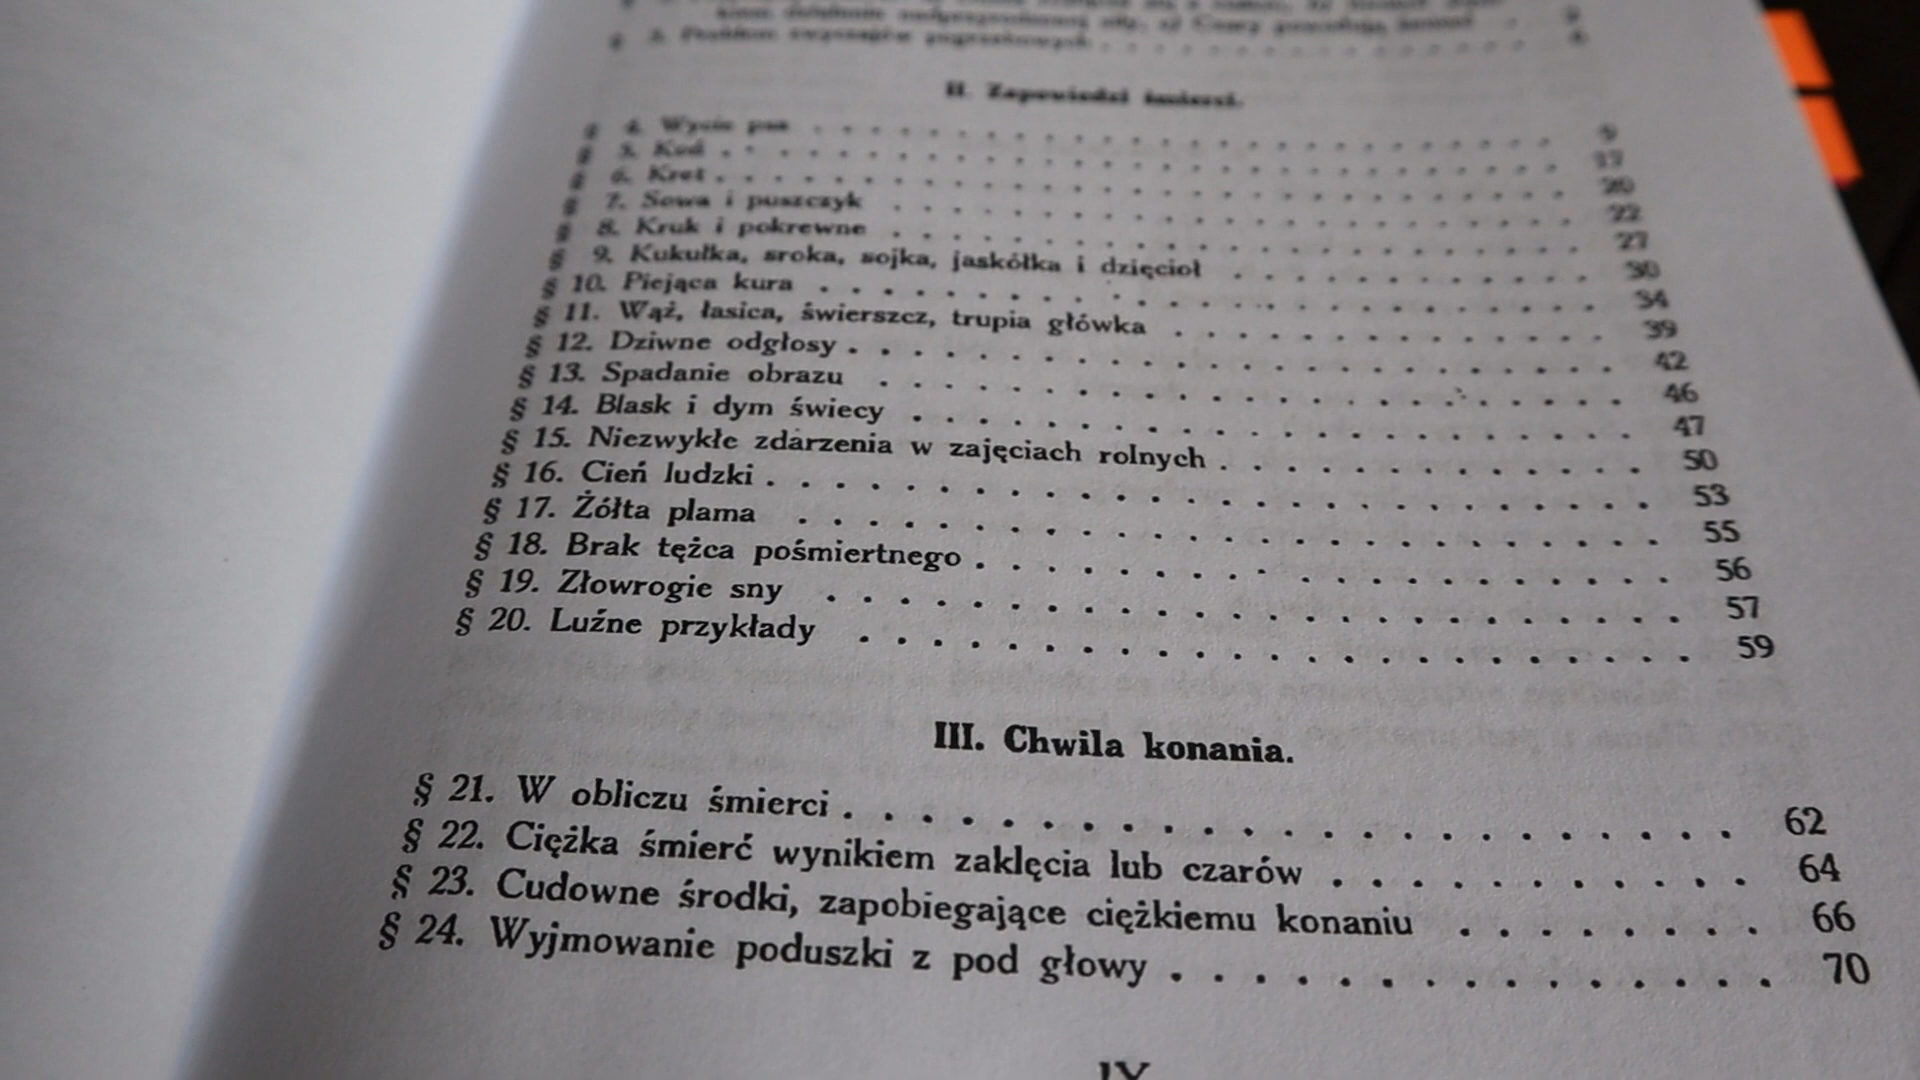 II. Zapowiedzi śmierci.
§ 4. Wycie psa 9
§ 5. Koń 17
§ 6. Kret 20
§ 7. Sowa i puszczyk 22
§ 8. Kruk i pokrewne 27
§ 9. Kukułka, sroka, sojka, jaskółka i dzięcioł 30
§ 10. Piejąca kura 34
§ 11. Wąż, łasica, świerszcz, trupia główka 39
§ 12. Dziwne odgłosy 42
§ 13. Spadanie obrazu 46
§ 14. Blask i dym świecy 47
§ 15. Niezwykłe zdarzenia w zajęciach rolnych 50
§ 16. Cień ludzki 53
§ 17. Żółta plama 55
§ 18. Brak tężca pośmiertnego 56
§ 19. Złowrogie sny 57
§ 20. Luźne przykłady 59
III. Chwila konania.
§ 21. W obliczu śmierci 62
§ 22. Ciężka śmierć wynikiem zaklęcia lub czarów 64
§ 23. Cudowne środki, zapobiegające ciężkiemu konaniu 66
§ 24. Wyjmowanie poduszki z pod głowy 70
IV